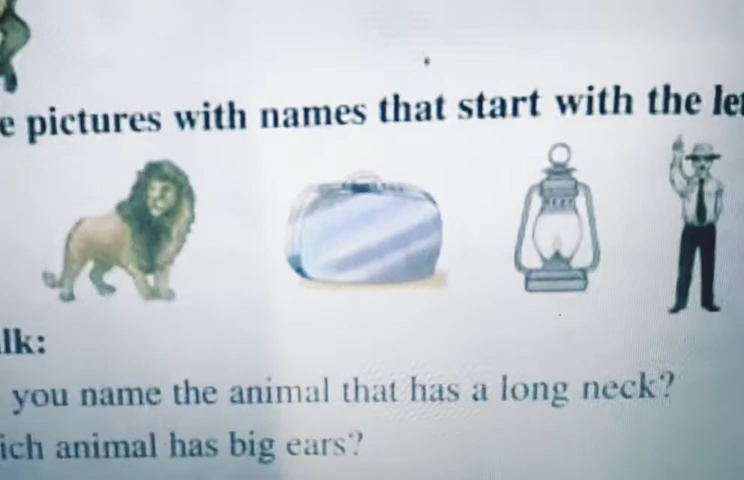 e pictures with names that start with the le
lk:
you name the animal that has a long neck?
ich animal has big ears?